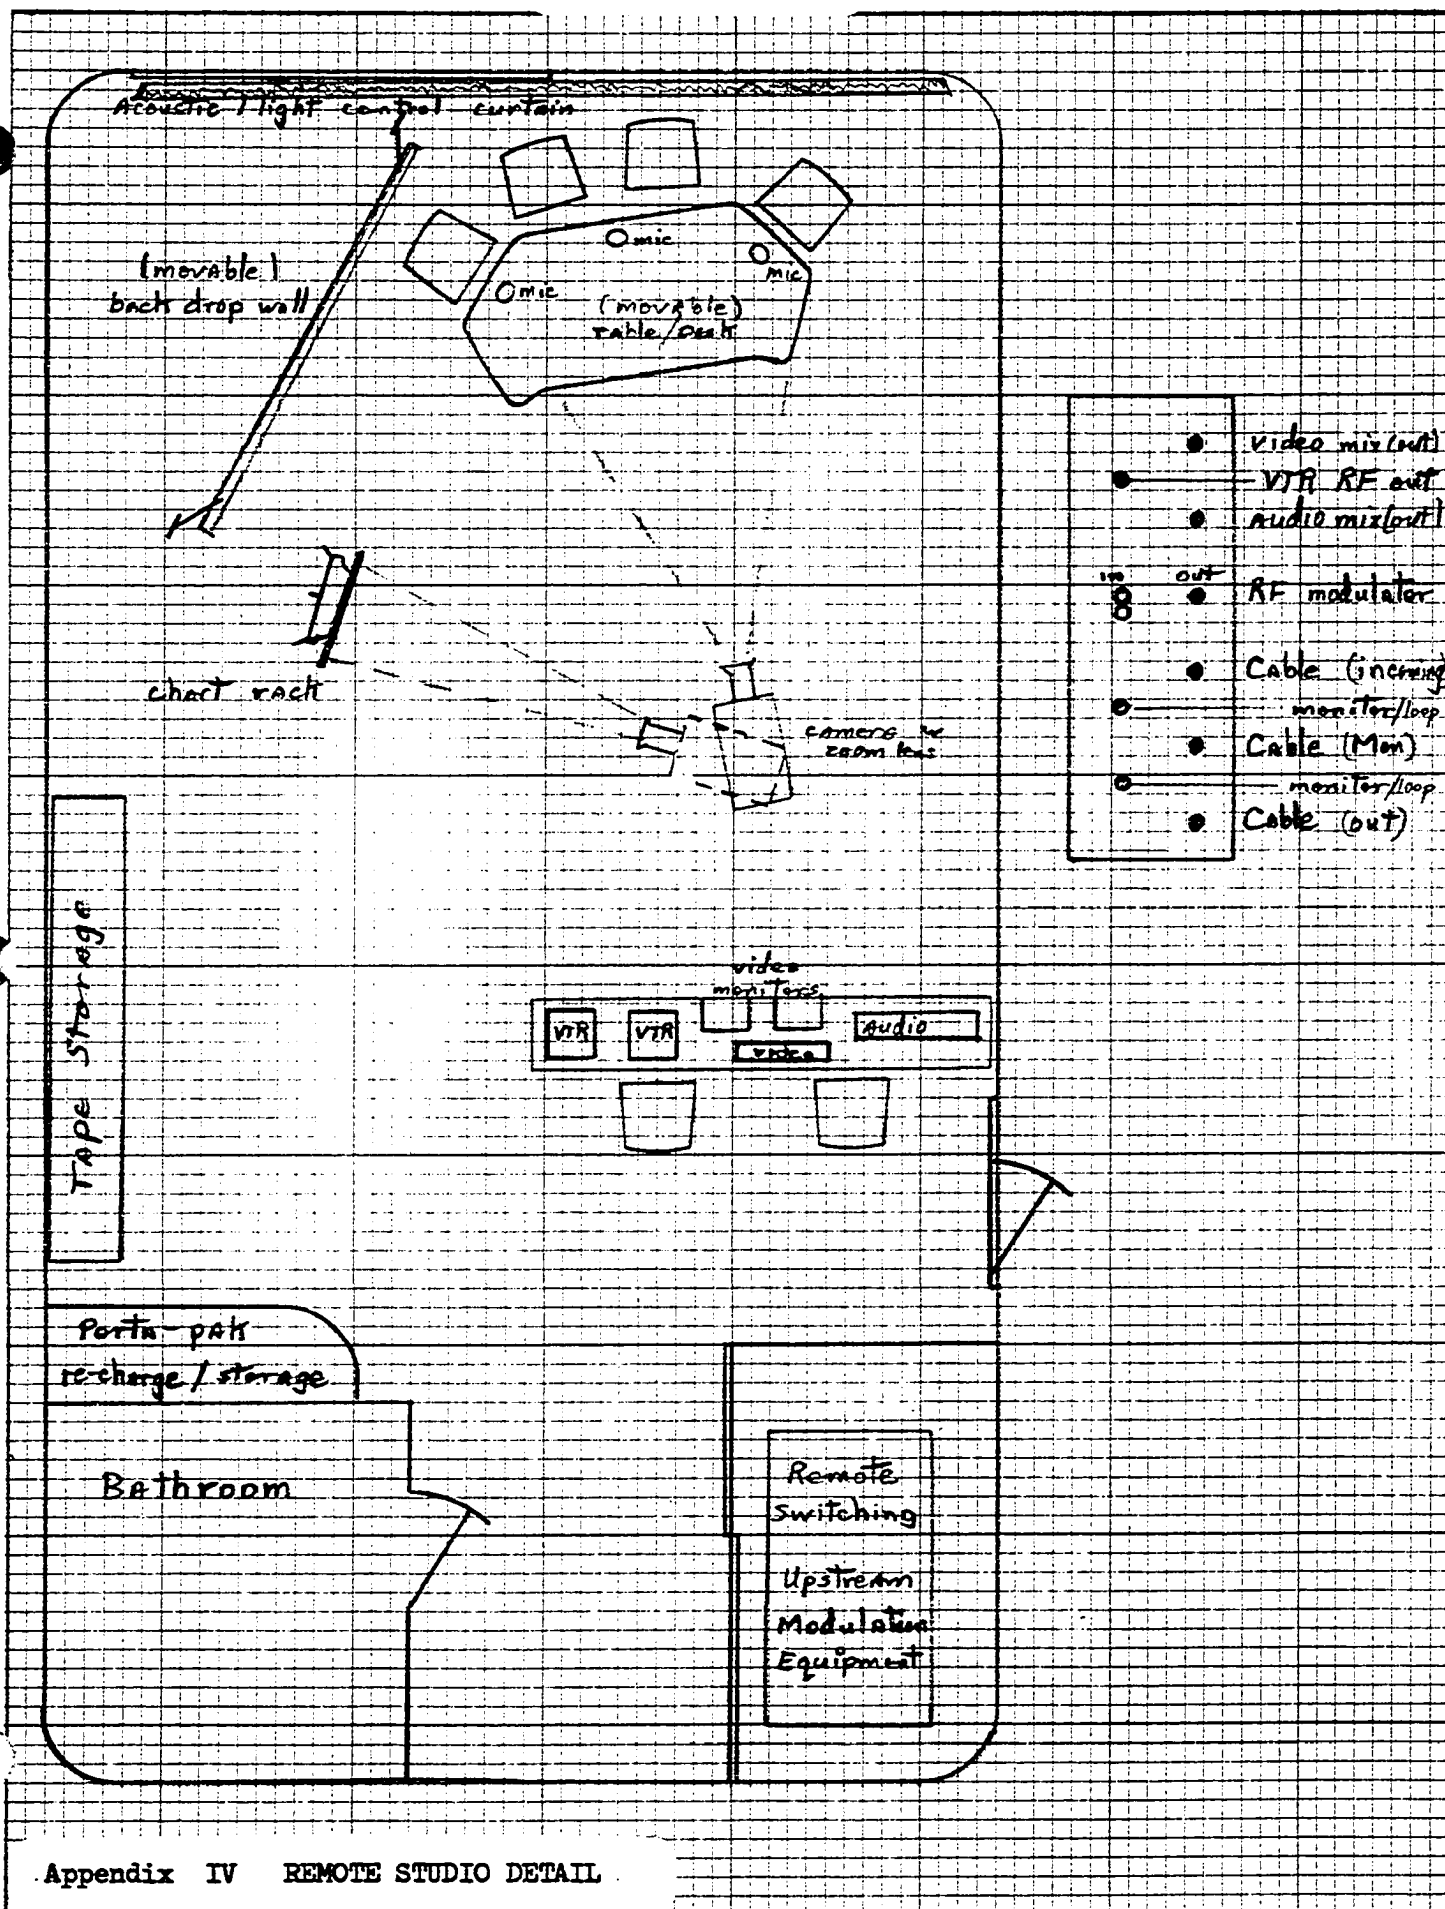 Acoustic / light control curtain
(movable)
back drop wall
mic
mic
mic
(movable)
table/desk
video mix (out)
VTR RF out
Audio mix (out)
in out
RF modulator
Cable (incoming)
monitor/loop
Cable (Mon)
monitor/loop
Cable (out)
chart rack
camera w
zoom lens
Tape Storage
video
monitors
VTR
VTR
video
Audio
Porta-pak
re-charge / storage
Bathroom
Remote
Switching
Upstream
Modulation
Equipment
Appendix IV REMOTE STUDIO DETAIL